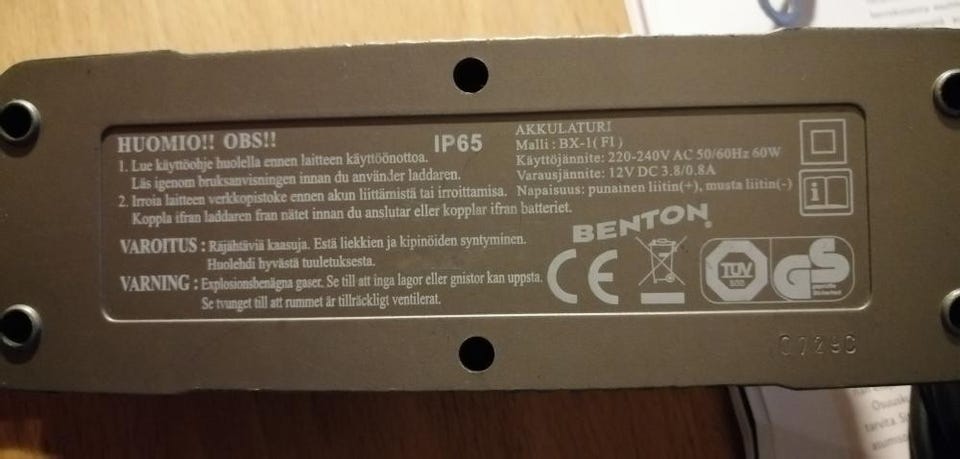 HUOMIO!! OBS!!
IP65
1. Lue käyttöohje huolella ennen laitteen käyttöönottoa.
Läs igenom bruksanvisningen innan du använder laddaren.
2. Irroia laitteen verkkopistoke ennen akun liittämistä tai irroittamisa.
Koppla ifran laddaren fran nätet innan du anslutar eller kopplar ifran batteriet.
VAROITUS : Räjähtäviä kaasuja. Estä liekkien ja kipinöiden syntyminen.
Huolehdi hyvästä tuuletuksesta.
VARNING : Explosionsbenägna gaser. Se till att inga lagor eller gnistor kan uppsta.
Se tvunget till att rummet är tillräckligt ventilerat.
AKKULATURI
Malli : BX-1( FI )
Käyttöjännite: 220-240V AC 50/60Hz 60W
Varausjännite: 12V DC 3.8/0.8A
Napaisuus: punainen liitin(+), musta liitin(-)
BENTON
CE
TÜV
GS
geprüfte
Sicherheit